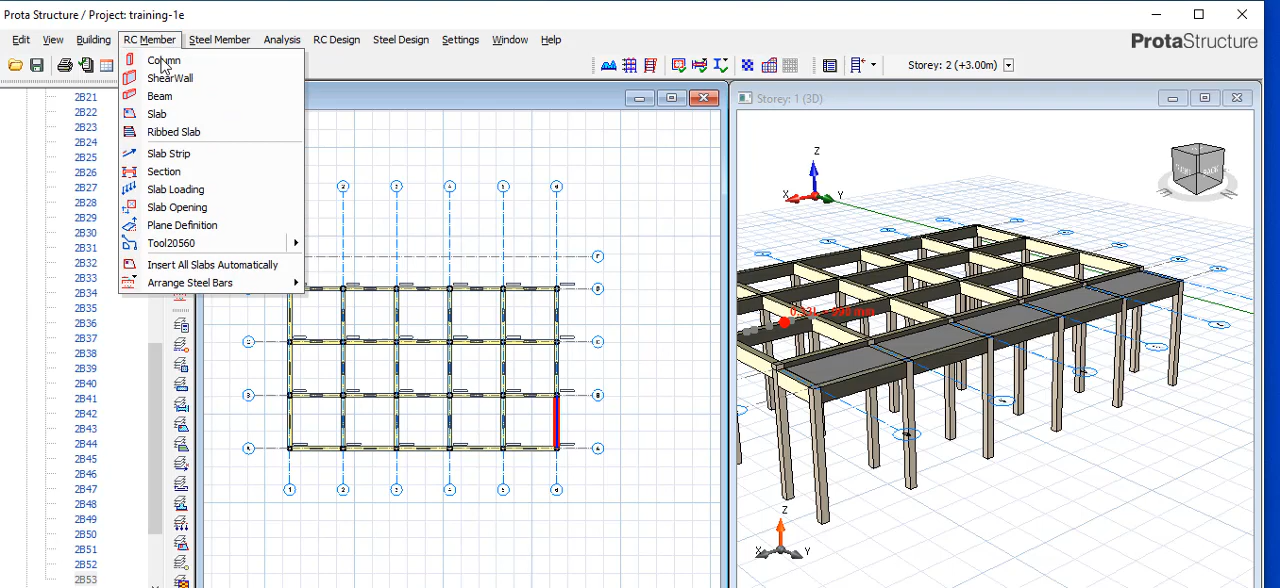 Prota Structure / Project: training-1e
Edit View Building RC Member Steel Member Analysis RC Design Steel Design Settings Window Help
ProtaStructure
Storey: 2 (+3.00m)
Column
ShearWall
Beam
Slab
Ribbed Slab
Slab Strip
Section
Slab Loading
Slab Opening
Plane Definition
Tool20560
Insert All Slabs Automatically
Arrange Steel Bars
2B21
2B22
2B23
2B24
2B25
2B26
2B27
2B28
2B29
2B30
2B31
2B32
2B33
2B34
2B35
2B36
2B37
2B38
2B39
2B40
2B41
2B42
2B43
2B44
2B45
2B46
2B47
2B48
2B49
2B50
2B51
2B52
2B53
Storey: 1 (3D)
Z
X Y
BACK
Z
X Y